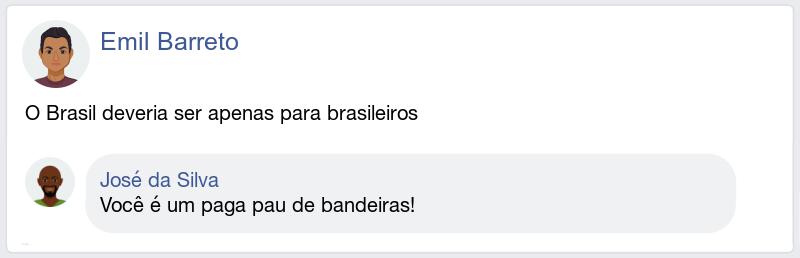 Emil Barreto
O Brasil deveria ser apenas para brasileiros
José da Silva
Você é um paga pau de bandeiras!